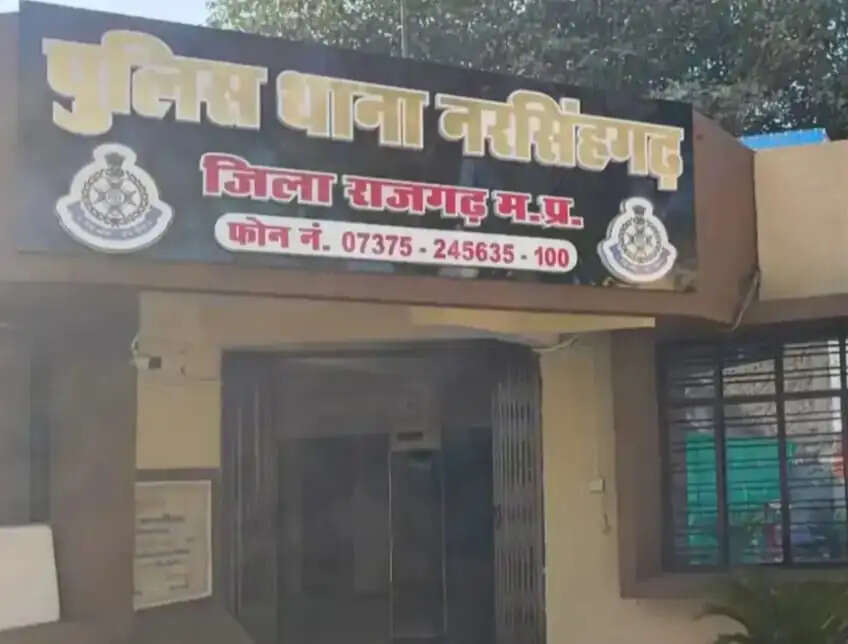 पुलिस थाना नरसिंहगढ़
जिला राजगढ़ म.प्र.
फोन नं. 07375 - 245635 - 100